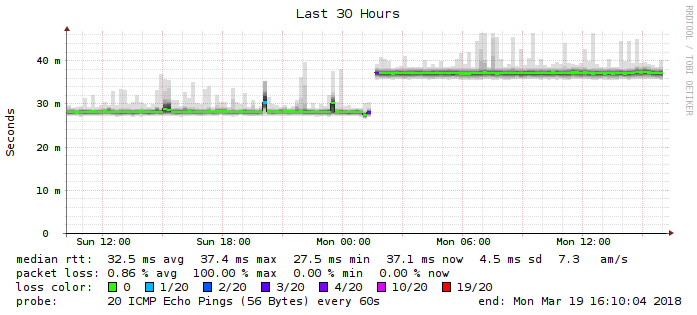 Last 30 Hours
RRDTOOL / TOBI OETIKER
Seconds
40 m
30 m
20 m
10 m
0
Sun 12:00 Sun 18:00 Mon 00:00 Mon 06:00 Mon 12:00
median rtt: 32.5 ms avg 37.4 ms max 27.5 ms min 37.1 ms now 4.5 ms sd 7.3 am/s
packet loss: 0.86 % avg 100.00 % max 0.00 % min 0.00 % now
loss color: 0 1/20 2/20 3/20 4/20 10/20 19/20
probe: 20 ICMP Echo Pings (56 Bytes) every 60s end: Mon Mar 19 16:10:04 2018